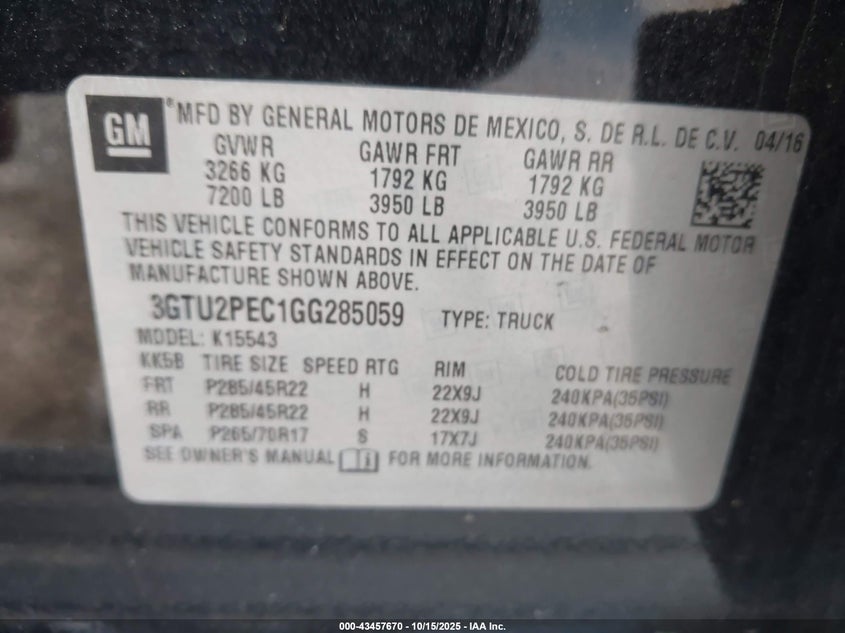 GM ® MFD BY GENERAL MOTORS DE MEXICO, S. DE R.L. DE C.V. 04/16
GVWR GAWR FRT GAWR RR
3266 KG 1792 KG 1792 KG
7200 LB 3950 LB 3950 LB
THIS VEHICLE CONFORMS TO ALL APPLICABLE U.S. FEDERAL MOTOR
VEHICLE SAFETY STANDARDS IN EFFECT ON THE DATE OF
MANUFACTURE SHOWN ABOVE.
3GTU2PEC1GG285059 TYPE: TRUCK
MODEL: K15543
KK5B TIRE SIZE SPEED RTG RIM COLD TIRE PRESSURE
FRT P285/45R22 H 22X9J 240KPA(35PSI)
RR P285/45R22 H 22X9J 240KPA(35PSI)
SPA P265/70R17 S 17X7J 240KPA(35PSI)
SEE OWNER'S MANUAL i FOR MORE INFORMATION.
000-43457670 | 10/15/2025 - IAA Inc.